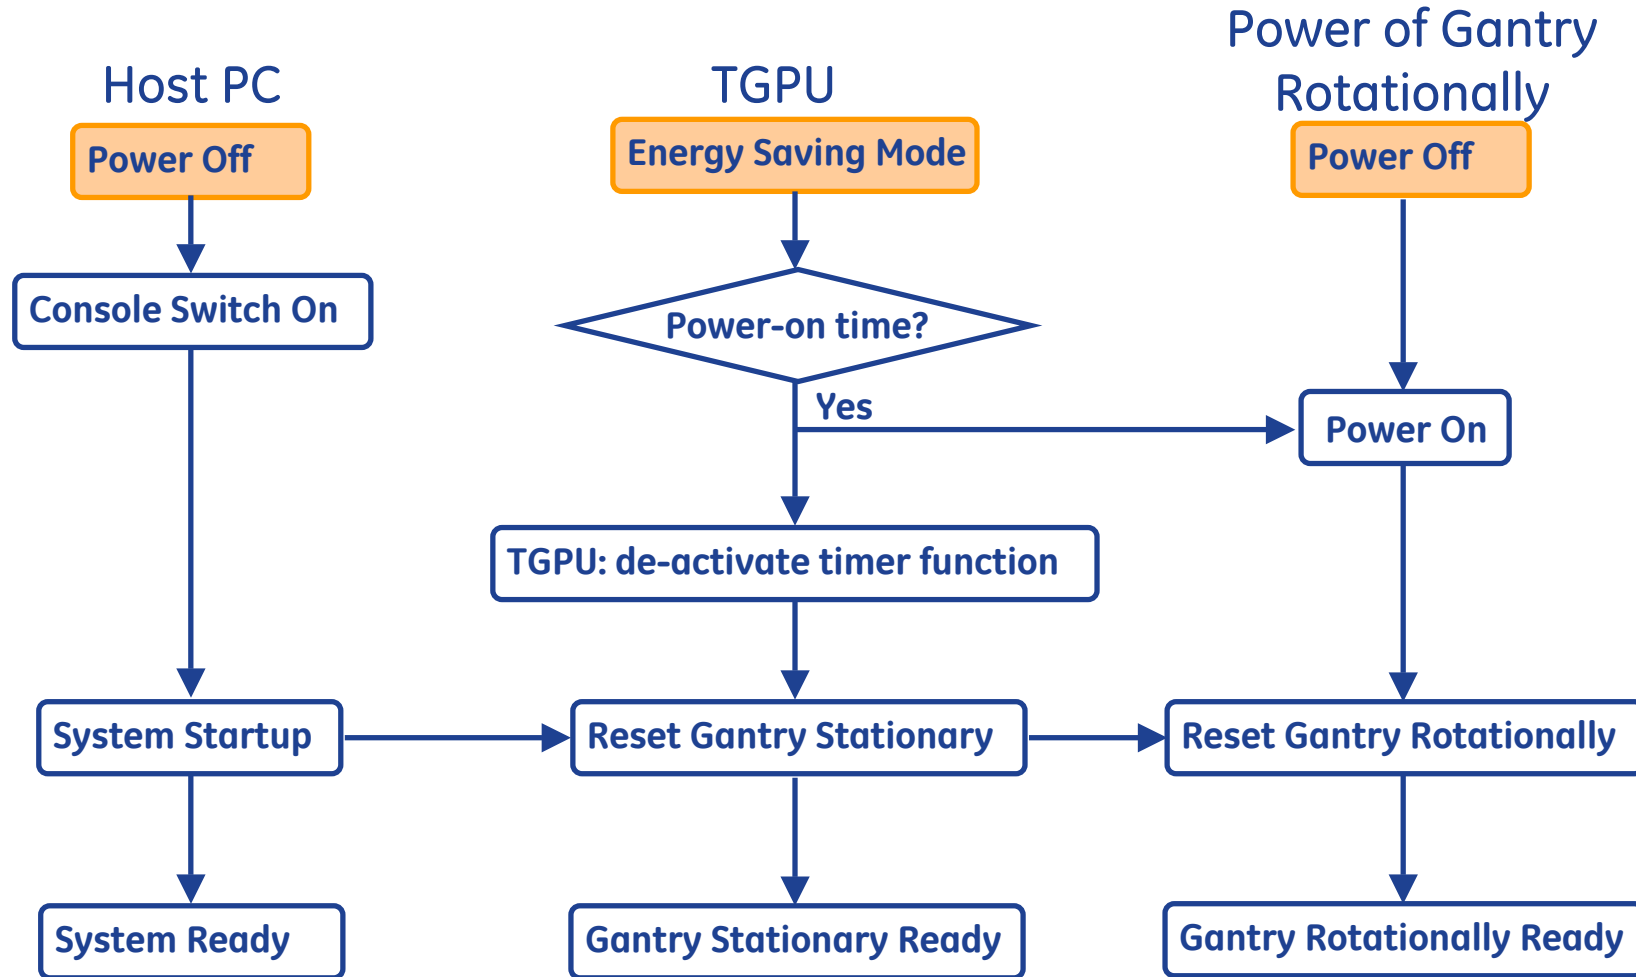 Host PC
TGPU
Power of Gantry
Rotationally
Power Off
Energy Saving Mode
Power Off
Console Switch On
Power-on time?
Yes
Power On
TGPU: de-activate timer function
System Startup
Reset Gantry Stationary
Reset Gantry Rotationally
System Ready
Gantry Stationary Ready
Gantry Rotationally Ready